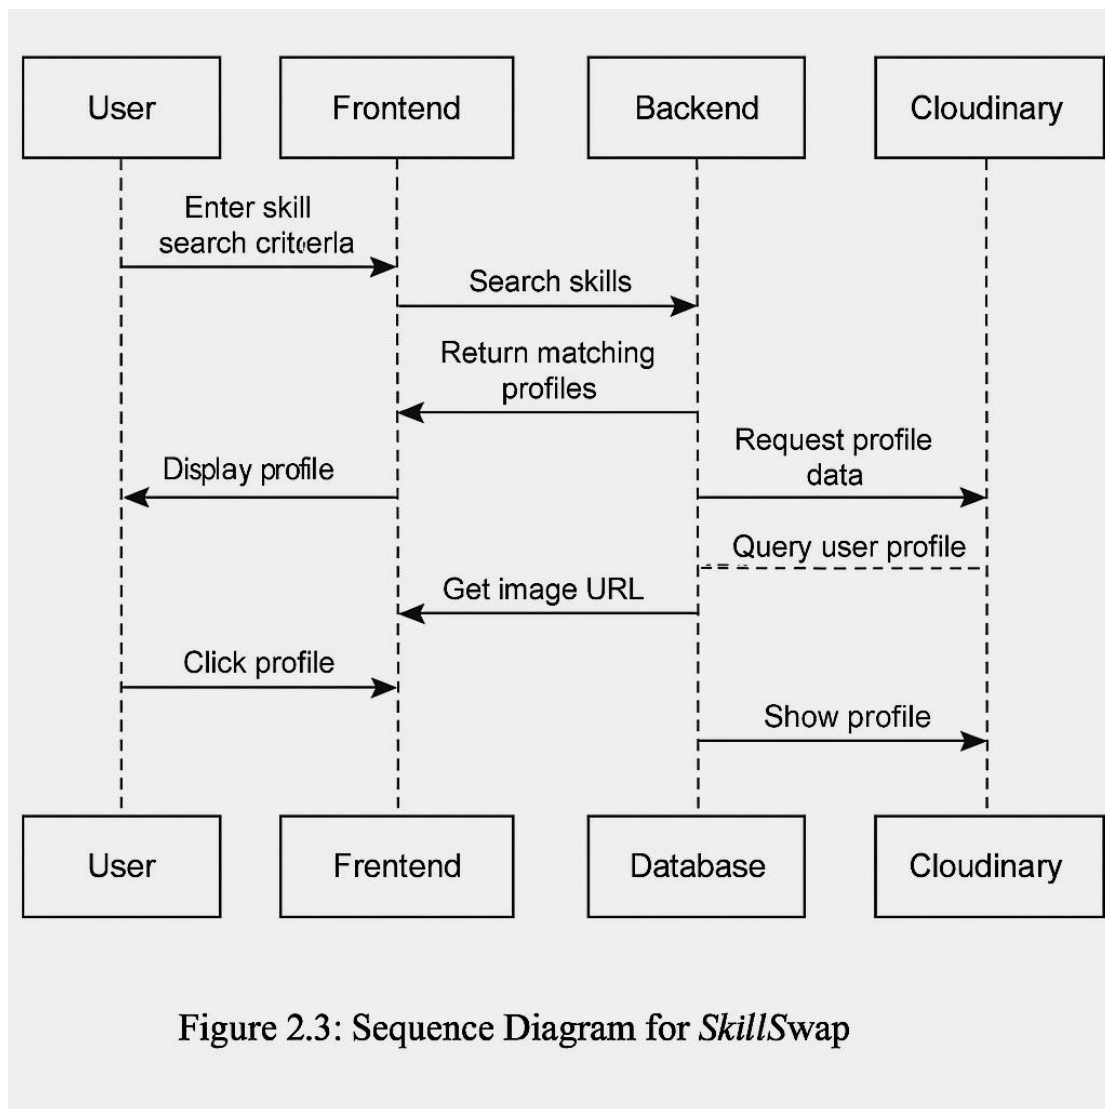 User
Frontend
Backend
Cloudinary
Enter skill
search
Search skills
Return matching
profiles
Request profile
data
Display profile
Query user profile
Get image URL
Click profile
Show profile
User
Frentend
Database
Cloudinary
Figure 2.3: Sequence Diagram for SkillSwap